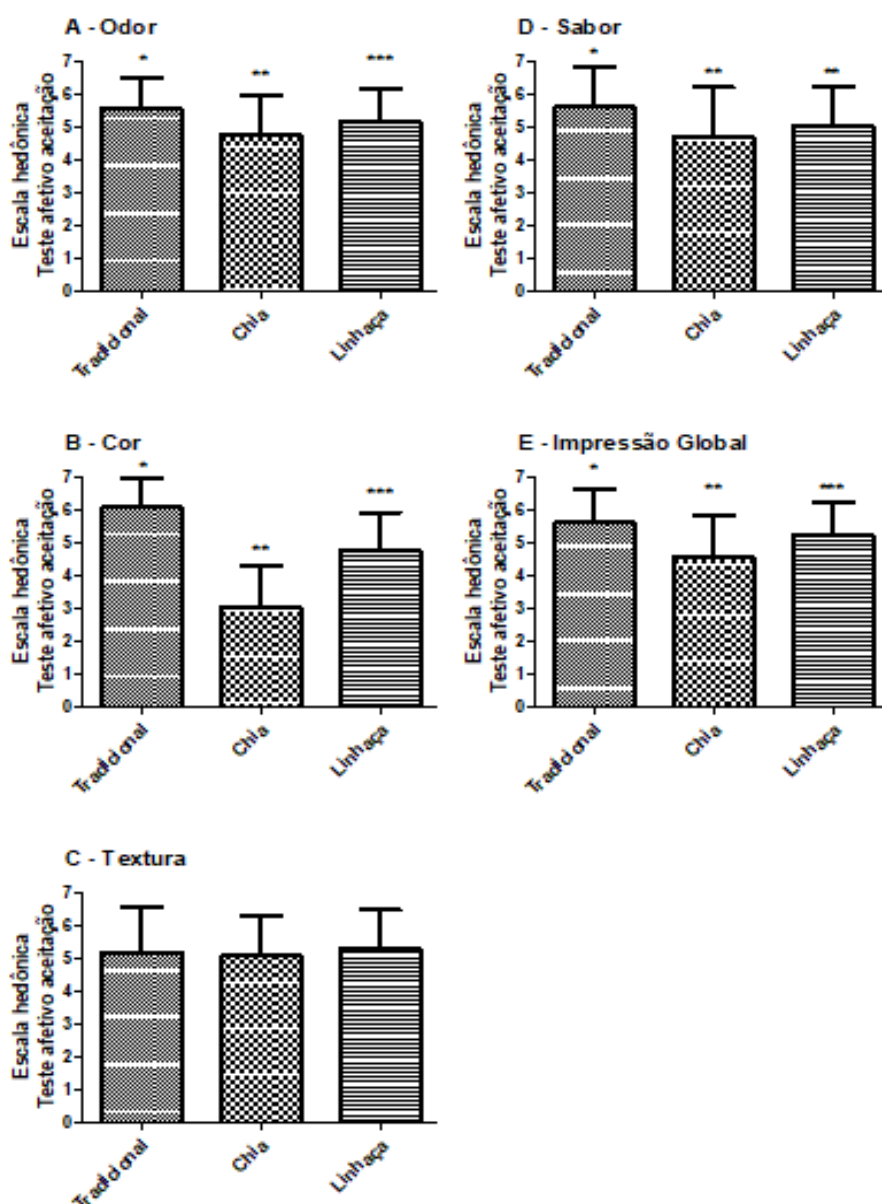 A - Odor
Escala hedônica
Teste afetivo aceitação
7
6
5
4
3
2
1
0
*
**
***
Tradicional
Chia
Linhaça
D - Sabor
Escala hedônica
Teste afetivo aceitação
7
6
5
4
3
2
1
0
*
**
**
Tradicional
Chia
Linhaça
B - Cor
Escala hedônica
Teste afetivo aceitação
7
6
5
4
3
2
1
0
*
**
***
Tradicional
Chia
Linhaça
E - Impressão Global
Escala hedônica
Teste afetivo aceitação
7
6
5
4
3
2
1
0
*
**
***
Tradicional
Chia
Linhaça
C - Textura
Escala hedônica
Teste afetivo aceitação
7
6
5
4
3
2
1
0
Tradicional
Chia
Linhaça